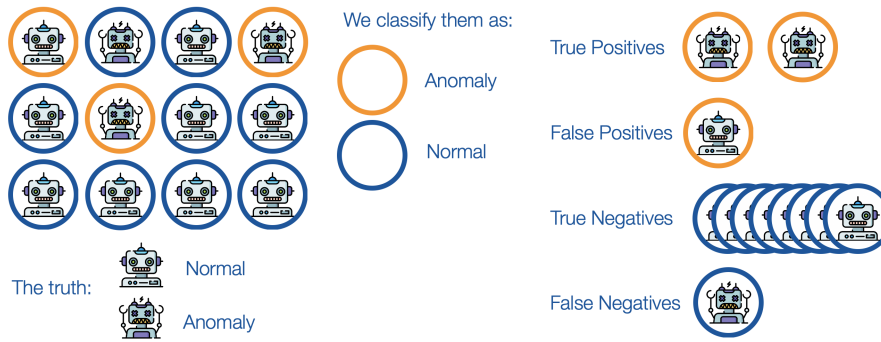 We classify them as:
Anomaly
Normal
The truth:
Normal
Anomaly
True Positives
False Positives
True Negatives
False Negatives